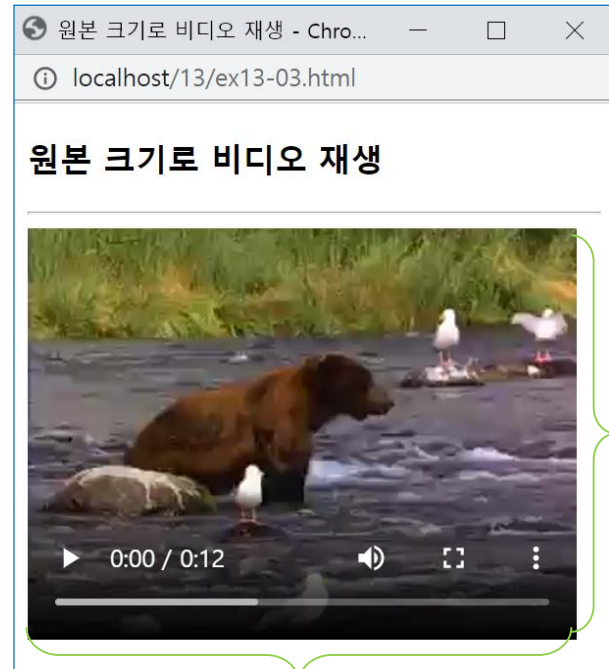 원본 크기로 비디오 재생 - Chro...
localhost/13/ex13-03.html
원본 크기로 비디오 재생
0:00 / 0:12